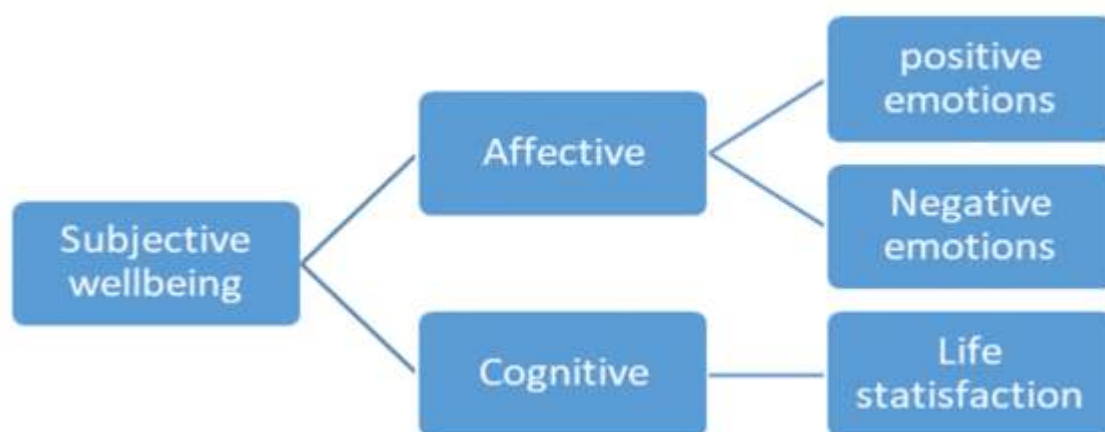 positive
emotions
Affective
Negative
emotions
Subjective
wellbeing
Cognitive
Life
statisfaction